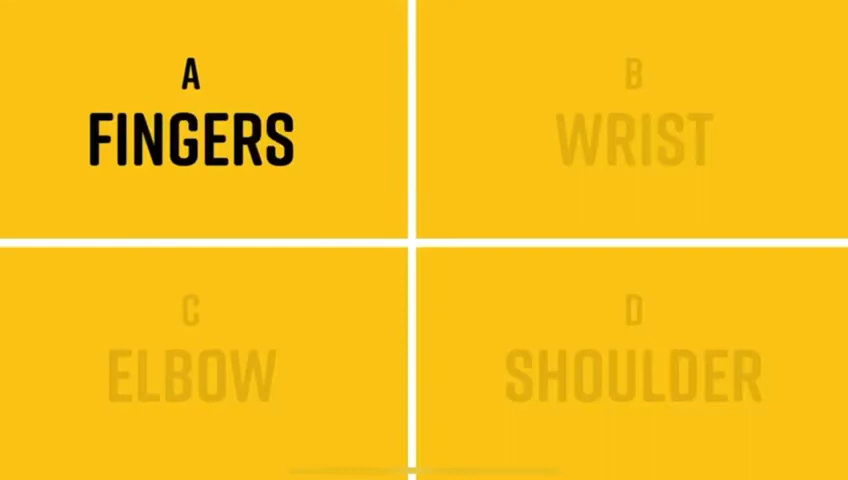 A
FINGERS
B
WRIST
C
ELBOW
D
SHOULDER